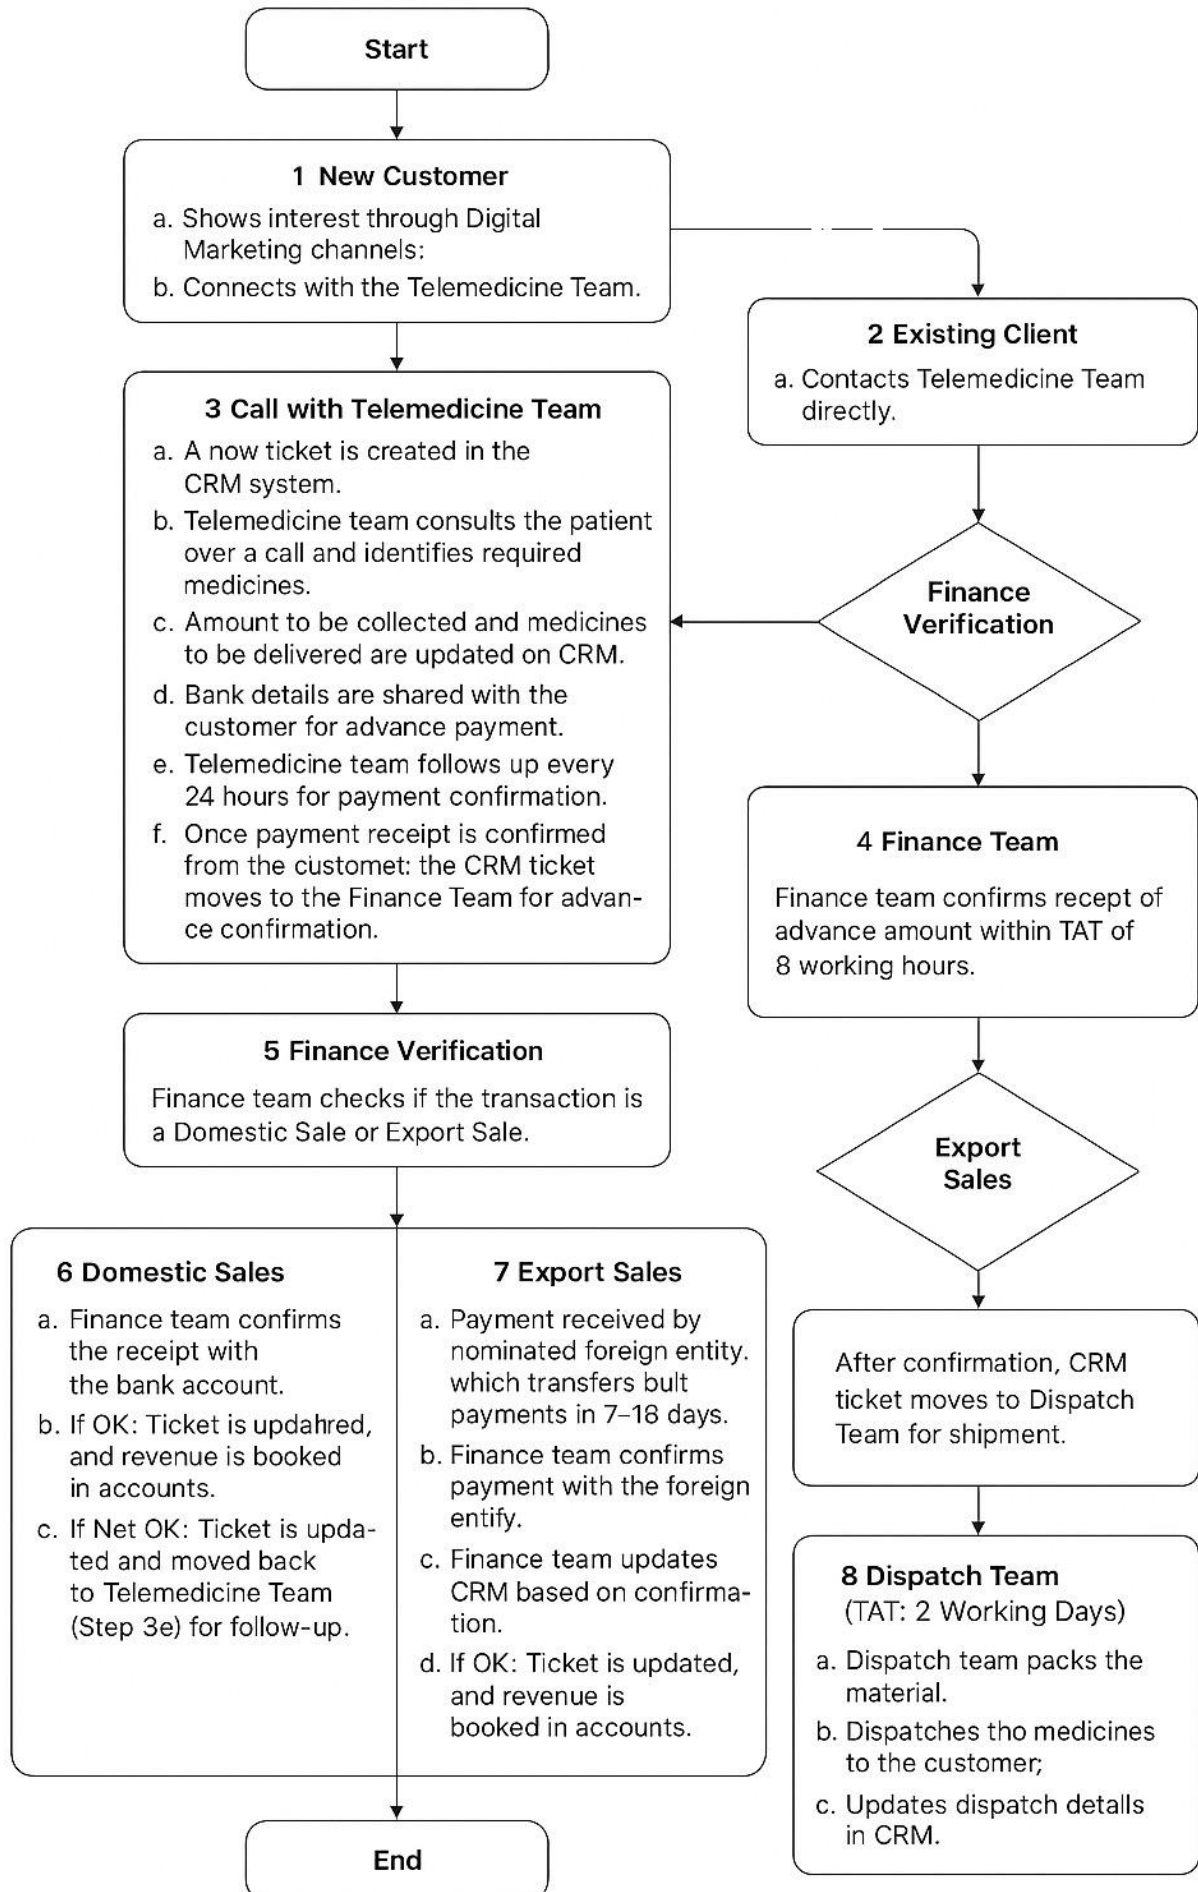 Start
1 New Customer
a. Shows interest through Digital
Marketing channels:
b. Connects with the Telemedicine Team.
2 Existing Client
a. Contacts Telemedicine Team
directly.
3 Call with Telemedicine Team
a. A now ticket is created in the
CRM system.
b. Telemedicine team consults the patient
over a call and identifies required
medicines.
c. Amount to be collected and medicines
to be delivered are updated on CRM.
d. Bank details are shared with the
customer for advance payment.
e. Telemedicine team follows up every
24 hours for payment confirmation.
f. Once payment receipt is confirmed
from the customet: the CRM ticket
moves to the Finance Team for advan-
ce confirmation.
Finance
Verification
4 Finance Team
Finance team confirms recept of
advance amount within TAT of
8 working hours.
5 Finance Verification
Finance team checks if the transaction is
a Domestic Sale or Export Sale.
Export
Sales
6 Domestic Sales
a. Finance team confirms
the receipt with
the bank account.
b. If OK: Ticket is updahred,
and revenue is booked
in accounts.
c. If Net OK: Ticket is upda-
ted and moved back
to Telemedicine Team
(Step 3e) for follow-up.
7 Export Sales
a. Payment received by
nominated foreign entity.
which transfers bult
payments in 7–18 days.
b. Finance team confirms
payment with the foreign
entify.
c. Finance team updates
CRM based on confirma-
tion.
d. If OK: Ticket is updated,
and revenue is
booked in accounts.
After confirmation, CRM
ticket moves to Dispatch
Team for shipment.
8 Dispatch Team
(TAT: 2 Working Days)
a. Dispatch team packs the
material.
b. Dispatches tho medicines
to the customer;
c. Updates dispatch detalls
in CRM.
End